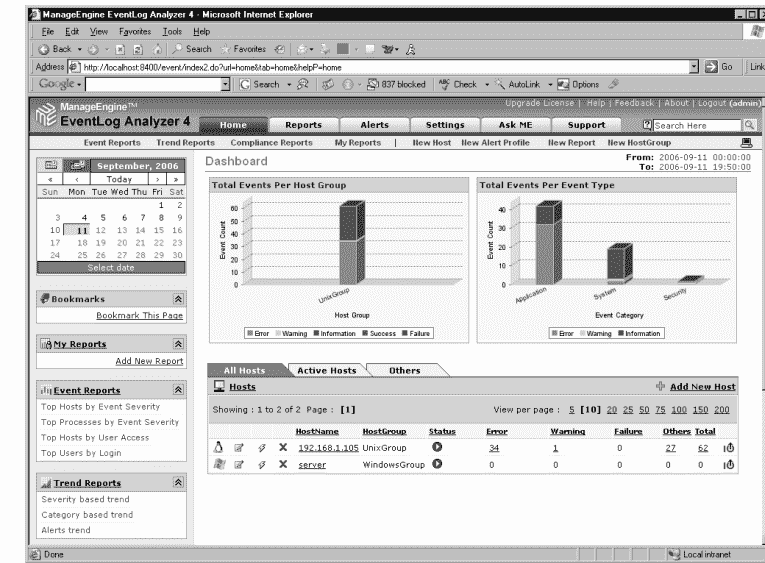 ManageEngine EventLog Analyzer 4 - Microsoft Internet Explorer
File Edit View Favorites Tools Help
Back Search Favorites
Address http://localhost:8400/event/index2.do?url=home&tab=home&helpP=home Go Link
Google Search 837 blocked Check AutoLink Options
ManageEngine™ Upgrade License | Help | Feedback | About | Logout (admin)
EventLog Analyzer 4 Home Reports Alerts Settings Ask ME Support Search Here
Event Reports Trend Reports Compliance Reports My Reports | New Host New Alert Profile New Report New HostGroup
Dashboard
From: 2006-09-11 00:00:00
To: 2006-09-11 19:50:00
September, 2006
« ‹ Today › »
Sun Mon Tue Wed Thu Fri Sat
1 2
3 4 5 6 7 8 9
10 11 12 13 14 15 16
17 18 19 20 21 22 23
24 25 26 27 28 29 30
Select date
Bookmarks
Bookmark This Page
My Reports
Add New Report
Event Reports
Top Hosts by Event Severity
Top Processes by Event Severity
Top Hosts by User Access
Top Users by Login
Trend Reports
Severity based trend
Category based trend
Alerts trend
Total Events Per Host Group
Event Count
60
50
40
30
20
10
0
UnixGroup
Host Group
Error Warning Information Success Failure
Total Events Per Event Type
Event Count
40
30
20
10
0
Application System Security
Event Category
Error Warning Information
All Hosts Active Hosts Others
Hosts Add New Host
Showing : 1 to 2 of 2 Page : [1] View per page : 5 [10] 20 25 50 75 100 150 200
HostName HostGroup Status Error Warning Failure Others Total
192.168.1.105 UnixGroup 34 1 0 27 62
server WindowsGroup 0 0 0 0 0
Done Local intranet